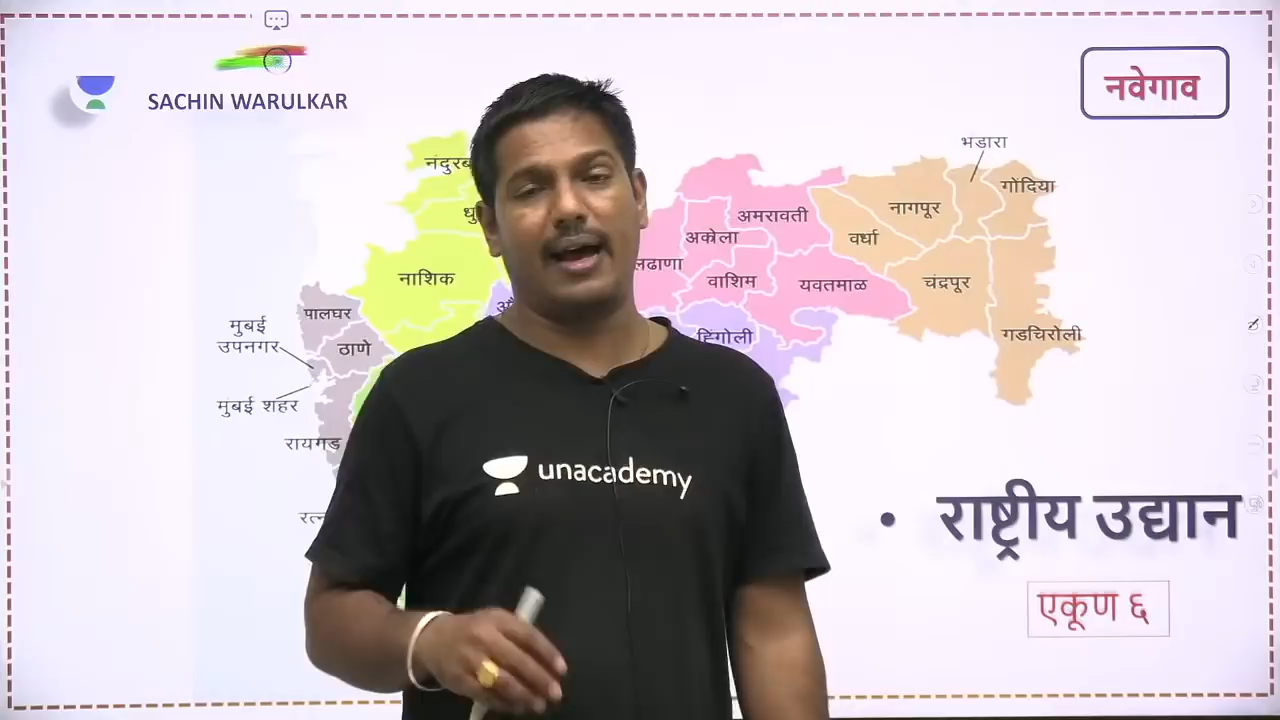 SACHIN WARULKAR
नवेगाव
भंडारा
गोंदिया
नागपूर
अमरावती
वर्धा
अकोला
नाशिक
वाशिम
यवतमाळ
चंद्रपूर
पालघर
मुबई
उपनगर
ठाणे
हिंगोली
गडचिरोली
मुबई शहर
रायगड
unacademy
• राष्ट्रीय उद्यान
एकूण ६